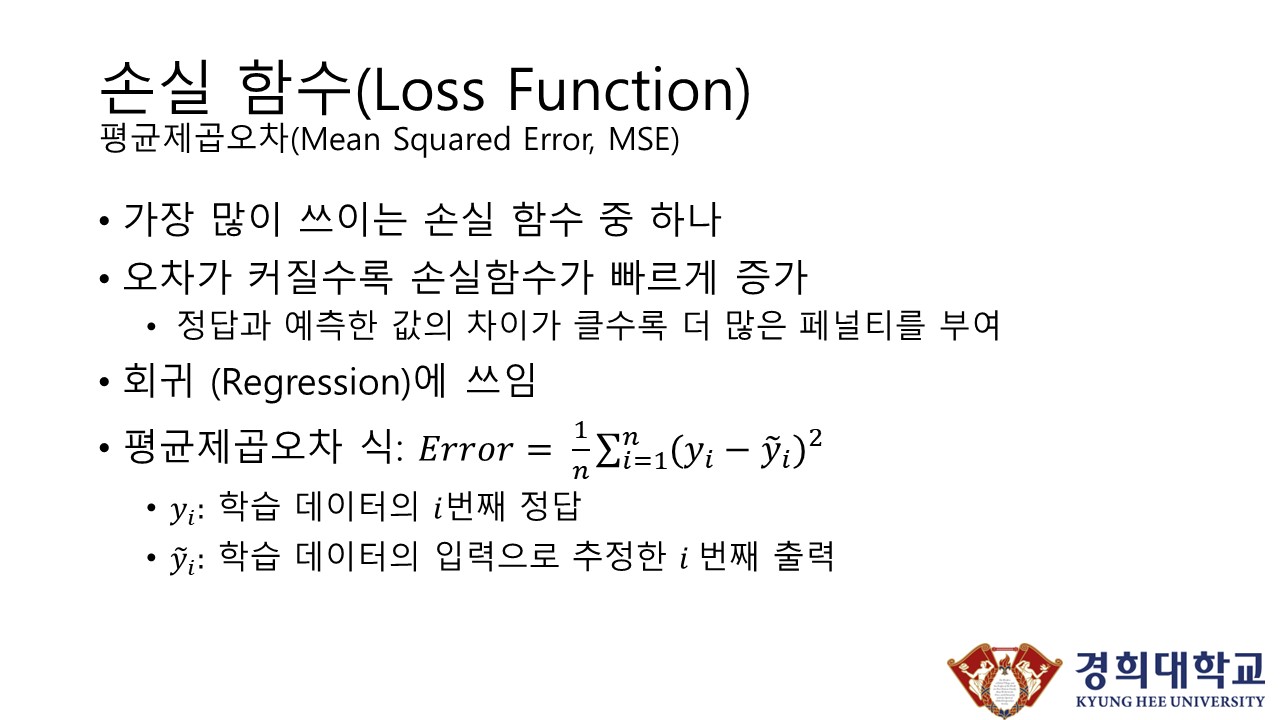 손실 함수(Loss Function)
평균제곱오차(Mean Squared Error, MSE)
• 가장 많이 쓰이는 손실 함수 중 하나
• 오차가 커질수록 손실함수가 빠르게 증가
• 정답과 예측한 값의 차이가 클수록 더 많은 페널티를 부여
• 회귀 (Regression)에 쓰임
• 평균제곱오차 식: $Error = \frac{1}{n}\sum_{i=1}^{n}(y_i - \tilde{y}_i)^2$
• $y_i$: 학습 데이터의 $i$번째 정답
• $\tilde{y}_i$: 학습 데이터의 입력으로 추정한 $i$ 번째 출력
경희대학교
KYUNG HEE UNIVERSITY